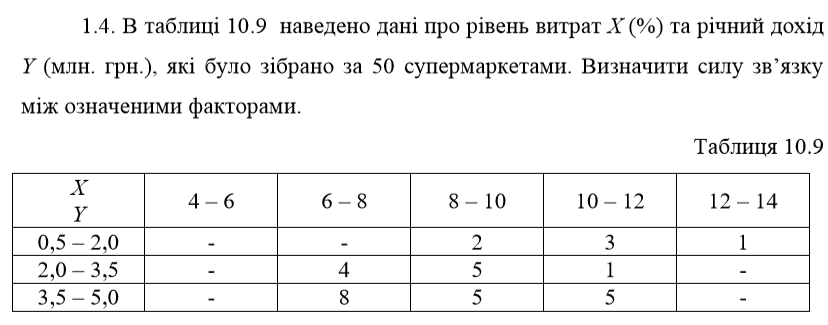 1.4. В таблиці 10.9 наведено дані про рівень витрат X (%) та річний дохід
Y (млн. грн.), які було зібрано за 50 супермаркетами. Визначити силу зв’язку
між означеними факторами.
Таблиця 10.9
X
Y
4 – 6 6 – 8 8 – 10 10 – 12 12 – 14
0,5 – 2,0 - - 2 3 1
2,0 – 3,5 - 4 5 1 -
3,5 – 5,0 - 8 5 5 -